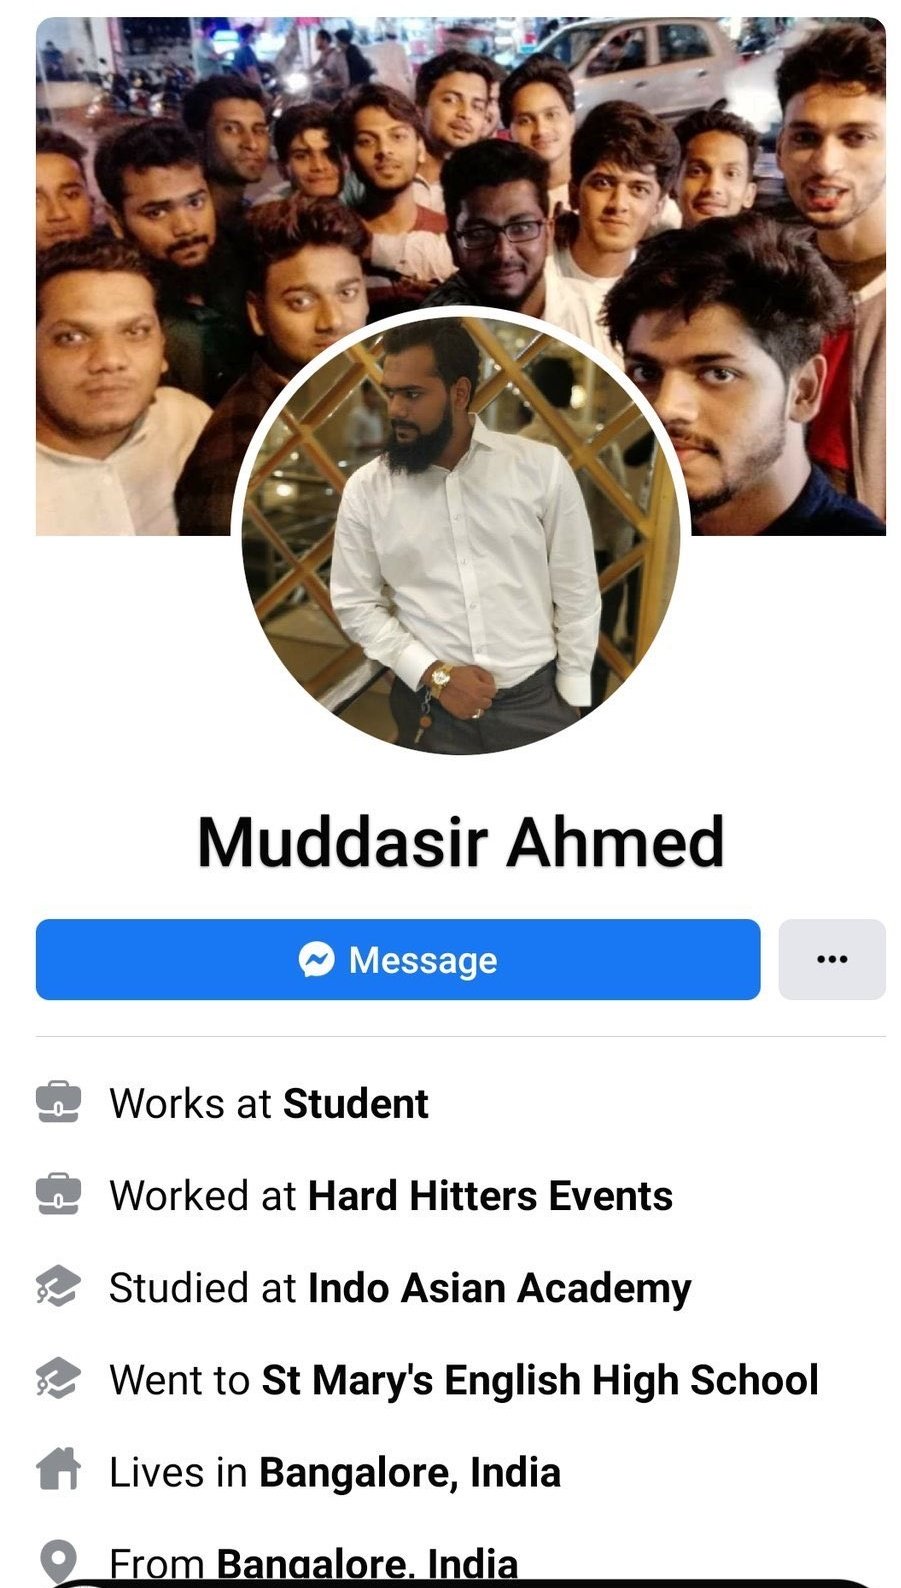 Muddasir Ahmed
Message
Works at Student
Worked at Hard Hitters Events
Studied at Indo Asian Academy
Went to St Mary's English High School
Lives in Bangalore, India
From Bangalore, India